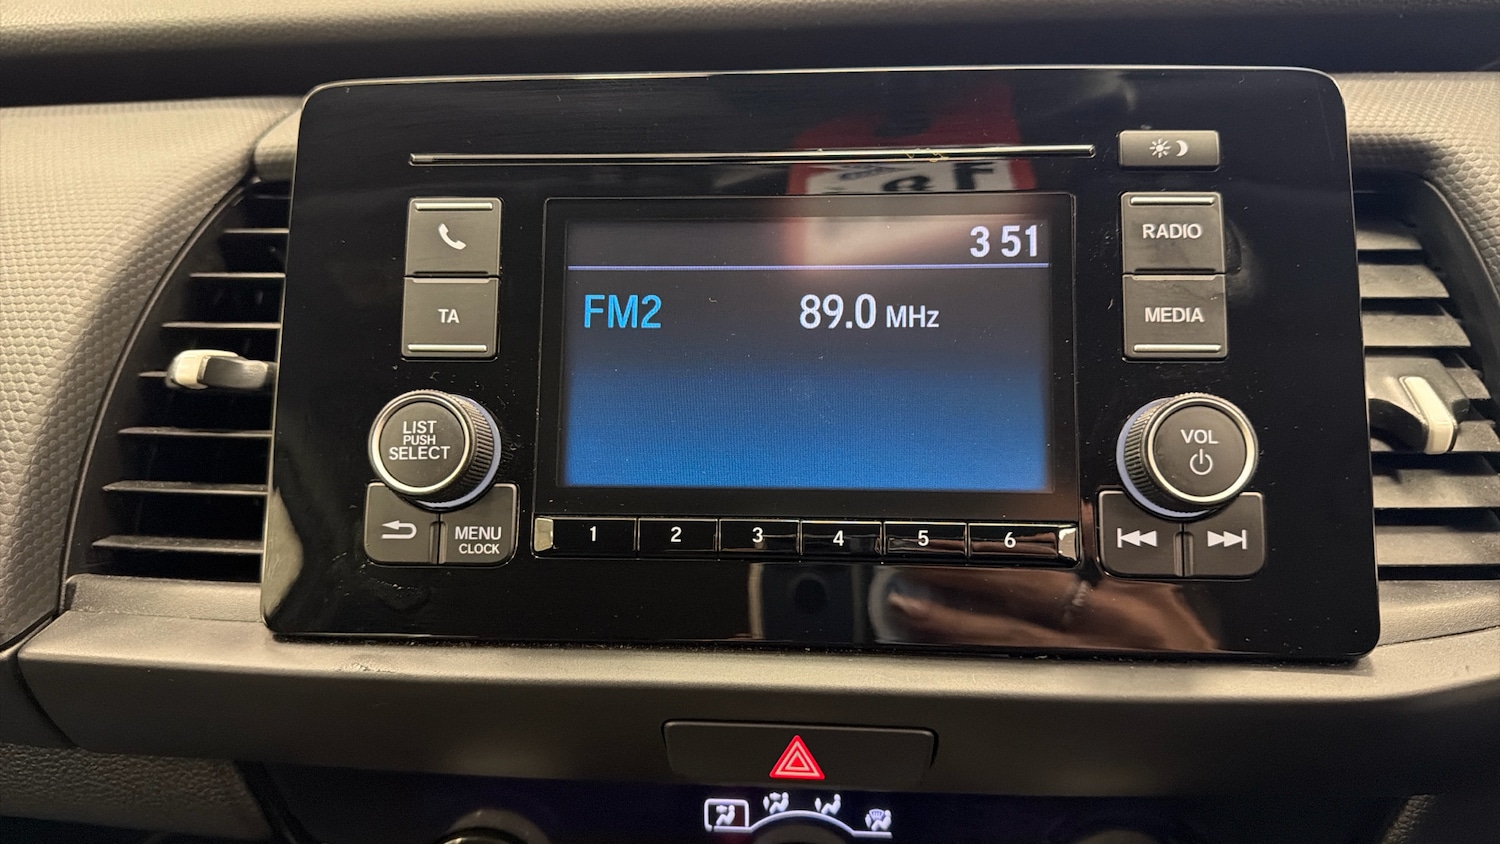 3 51
RADIO
FM2 89.0 MHz
TA
MEDIA
LIST
PUSH
SELECT
VOL
MENU
CLOCK
1 2 3 4 5 6